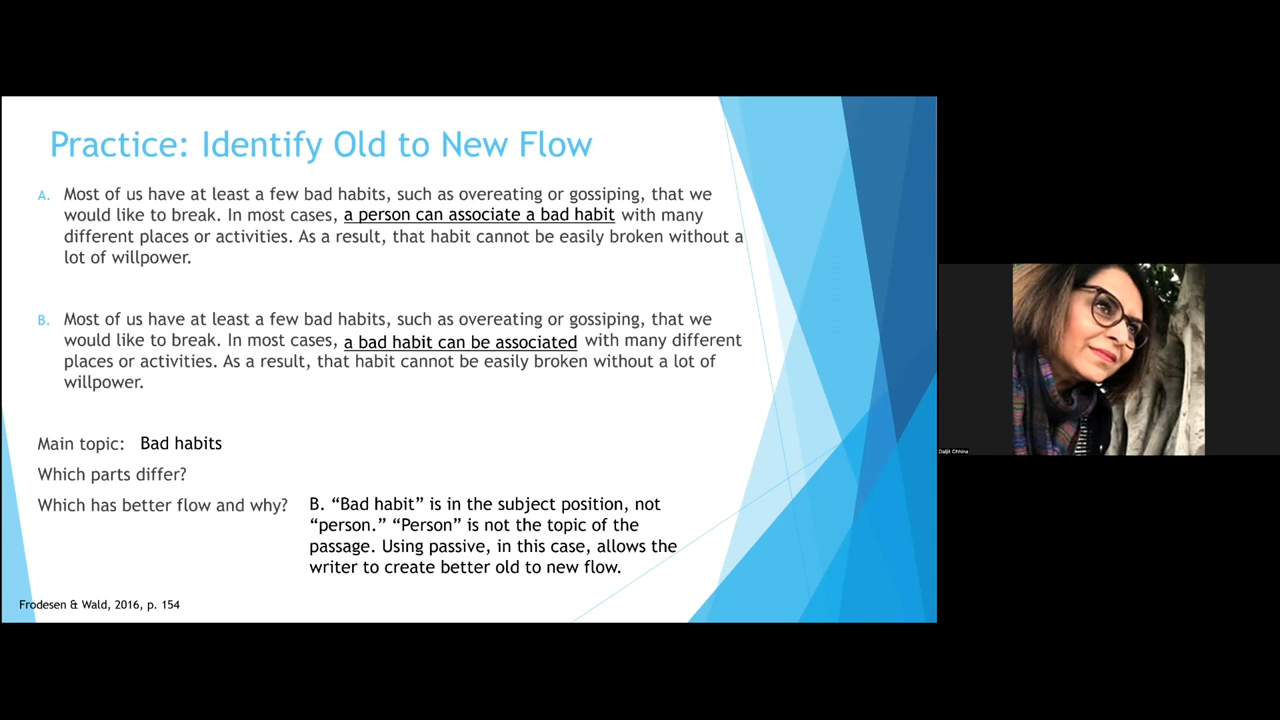 Practice: Identify Old to New Flow
A. Most of us have at least a few bad habits, such as overeating or gossiping, that we
would like to break. In most cases, a person can associate a bad habit with many
different places or activities. As a result, that habit cannot be easily broken without a
lot of willpower.
B. Most of us have at least a few bad habits, such as overeating or gossiping, that we
would like to break. In most cases, a bad habit can be associated with many different
places or activities. As a result, that habit cannot be easily broken without a lot of
willpower.
Main topic: Bad habits
Which parts differ?
Which has better flow and why? B. “Bad habit” is in the subject position, not
“person.” “Person” is not the topic of the
passage. Using passive, in this case, allows the
writer to create better old to new flow.
Frodesen & Wald, 2016, p. 154
Daljit Chhina